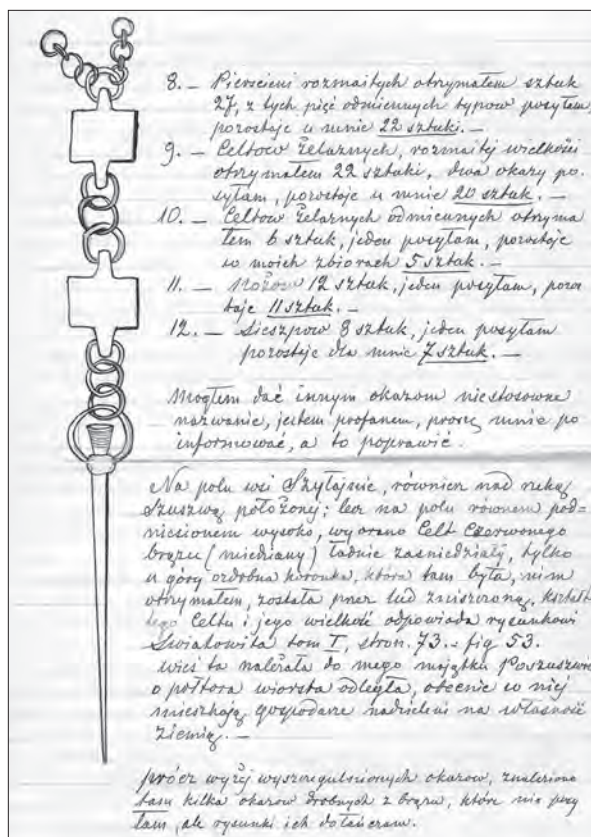 8. — Pierścieni rozmaitych otrzymałem sztuk
27, z tych pięć odmiennych typów posyłam,
pozostaje u mnie 22 sztuki. —
9. — Celtów żelaznych, rozmaitej wielkości
otrzymałem 22 sztuki, dwa okazy po-
syłam, pozostaje u mnie 20 sztuk. —
10. — Celtów żelaznych odmiennych otrzyma
łem 6 sztuk, jeden posyłam, pozostaje
w moich zbiorach 5 sztuk. —
11. — Nożów 12 sztuk, jeden posyłam, pozos
taje 11 sztuk. —
12. — Sieszpów 8 sztuk, jeden posyłam
pozostaje dla mnie 7 sztuk. —
Mogłem dać innym okazom niestosowne
nazwanie, jestem profanem, proszę mnie po
informować, a to poprawię.
Na polu wsi Szyłajnie, również nad rzeką
Szuszwą położonej; lecz na polu równem pod=
niesionem wysoko, wyorano Celt czerwonego
brązu (miedziany) ładnie zaśniedziały, tylko
u góry ozdobna koronka, która tam była, nim
otrzymałem, została przez lud zniszczoną, kształt
tego Celtu i jego wielkość odpowiada rysunkowi
Światowita tom I, stron. 73. fig 53.
wieś ta należała do mego majątku Poszuszwie
o półtora wiorsta odległa, obecnie w niej
mieszkają gospodarze nadzieleni na własność
ziemią. —
prócz wyżej wyszczegulnionych okazów, znaleziono
tam kilka okazów drobnych z brązu, które nie posy
łam, ale rysunki ich dołączam.